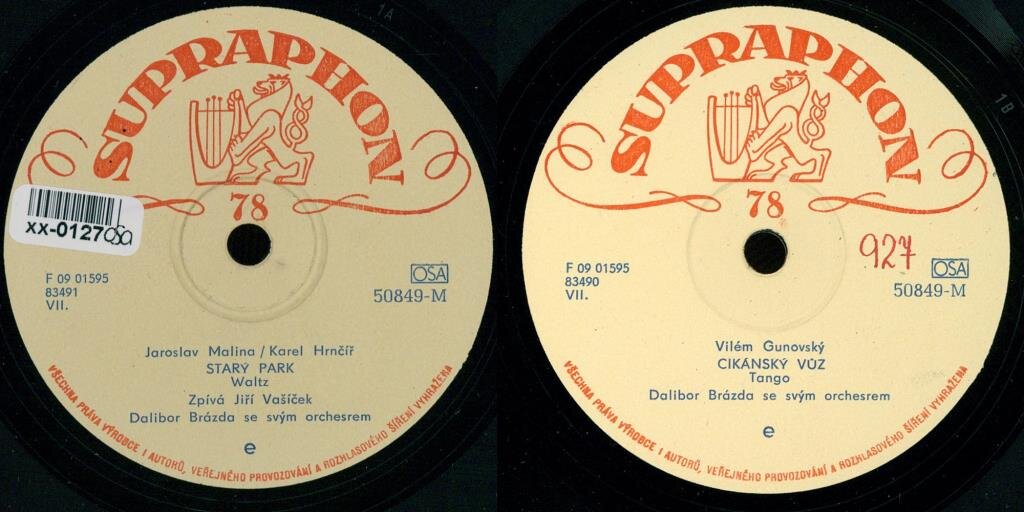 1A
SUPRAPHON
78
xx-0127 OSA
F 09 01595
83491
VII.
OSA
50849-M
Jaroslav Malina / Karel Hrnčíř
STARÝ PARK
Waltz
Zpívá Jiří Vašíček
Dalibor Brázda se svým orchesrem
e
VŠECHNA PRÁVA VÝROBCE I AUTORŮ, VEŘEJNÉHO PROVOZOVÁNÍ A ROZHLASOVÉHO ŠÍŘENÍ VYHRAŽENA
1B
SUPRAPHON
78
927
F 09 01595
83490
VII.
OSA
50849-M
Vilém Gunovský
CIKÁNSKÝ VŮZ
Tango
Dalibor Brázda se svým orchesrem
e
VŠECHNA PRÁVA VÝROBCE I AUTORŮ, VEŘEJNÉHO PROVOZOVÁNÍ A ROZHLASOVÉHO ŠÍŘENÍ VYHRAŽENA